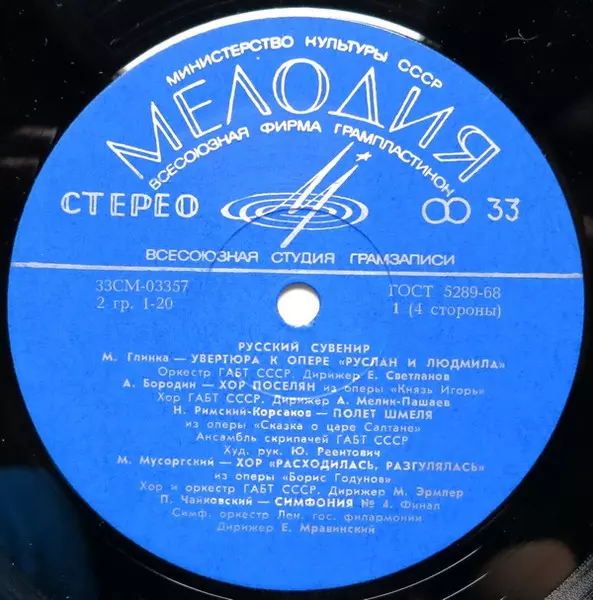 МИНИСТЕРСТВО КУЛЬТУРЫ СССР
МЕЛОДИЯ
ВСЕСОЮЗНАЯ ФИРМА ГРАМПЛАСТИНОК
СТЕРЕО 33
ВСЕСОЮЗНАЯ СТУДИЯ ГРАМЗАПИСИ
33СМ-03357 ГОСТ 5289-68
2 гр. 1-20 1 (4 стороны)
РУССКИЙ СУВЕНИР
М. Глинка — УВЕРТЮРА К ОПЕРЕ «РУСЛАН И ЛЮДМИЛА»
Оркестр ГАБТ СССР. Дирижер Е. Светланов
А. Бородин — ХОР ПОСЕЛЯН из оперы «Князь Игорь»
Хор ГАБТ СССР. Дирижер А. Мелик-Пашаев
Н. Римский-Корсаков — ПОЛЕТ ШМЕЛЯ
из оперы «Сказка о царе Салтане»
Ансамбль скрипачей ГАБТ СССР
Худ. рук. Ю. Реентович
М. Мусоргский — ХОР «РАСХОДИЛАСЬ, РАЗГУЛЯЛАСЬ»
из оперы «Борис Годунов»
Хор и оркестр ГАБТ СССР. Дирижер М. Эрмлер
П. Чайковский — СИМФОНИЯ № 4. Финал
Симф. оркестр Лен. гос. филармонии
Дирижер Е. Мравинский